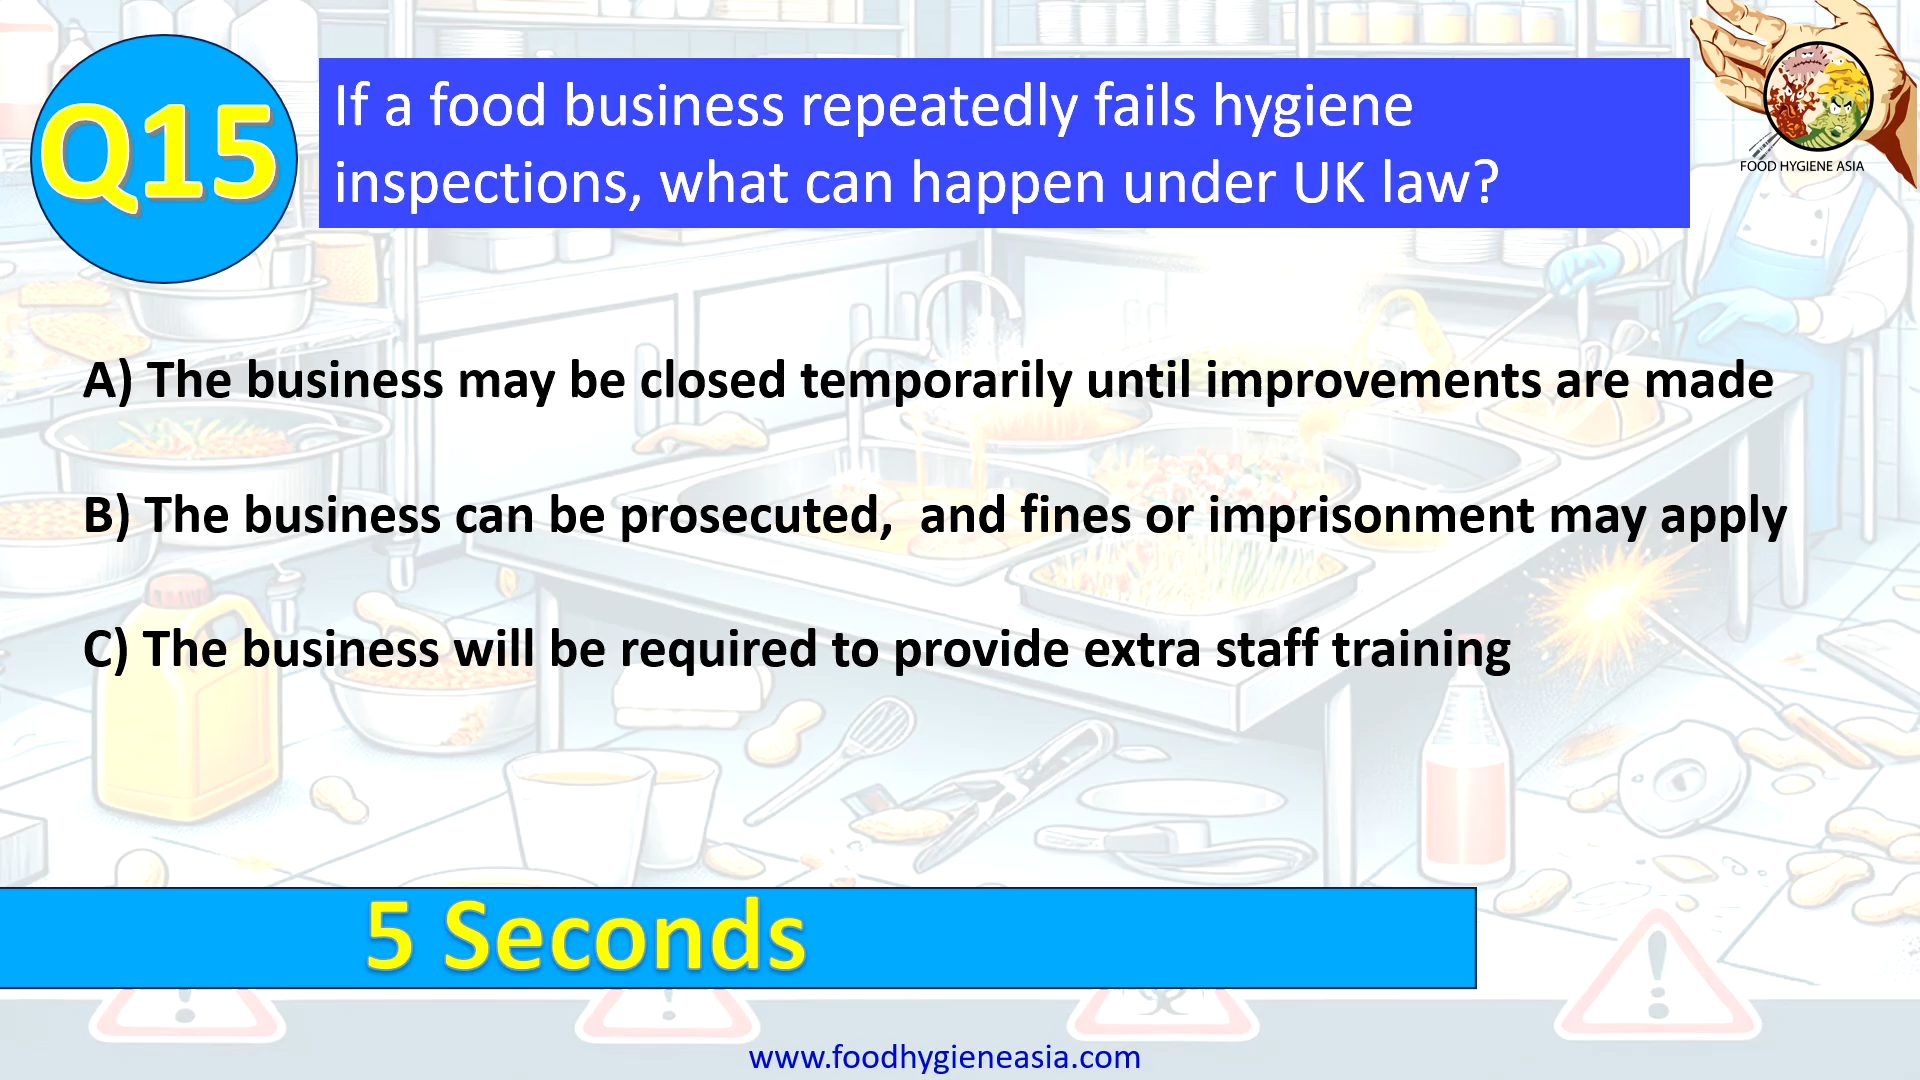 Q15
If a food business repeatedly fails hygiene
inspections, what can happen under UK law?
FOOD HYGIENE ASIA
A) The business may be closed temporarily until improvements are made
B) The business can be prosecuted,  and fines or imprisonment may apply
C) The business will be required to provide extra staff training
5 Seconds
www.foodhygieneasia.com